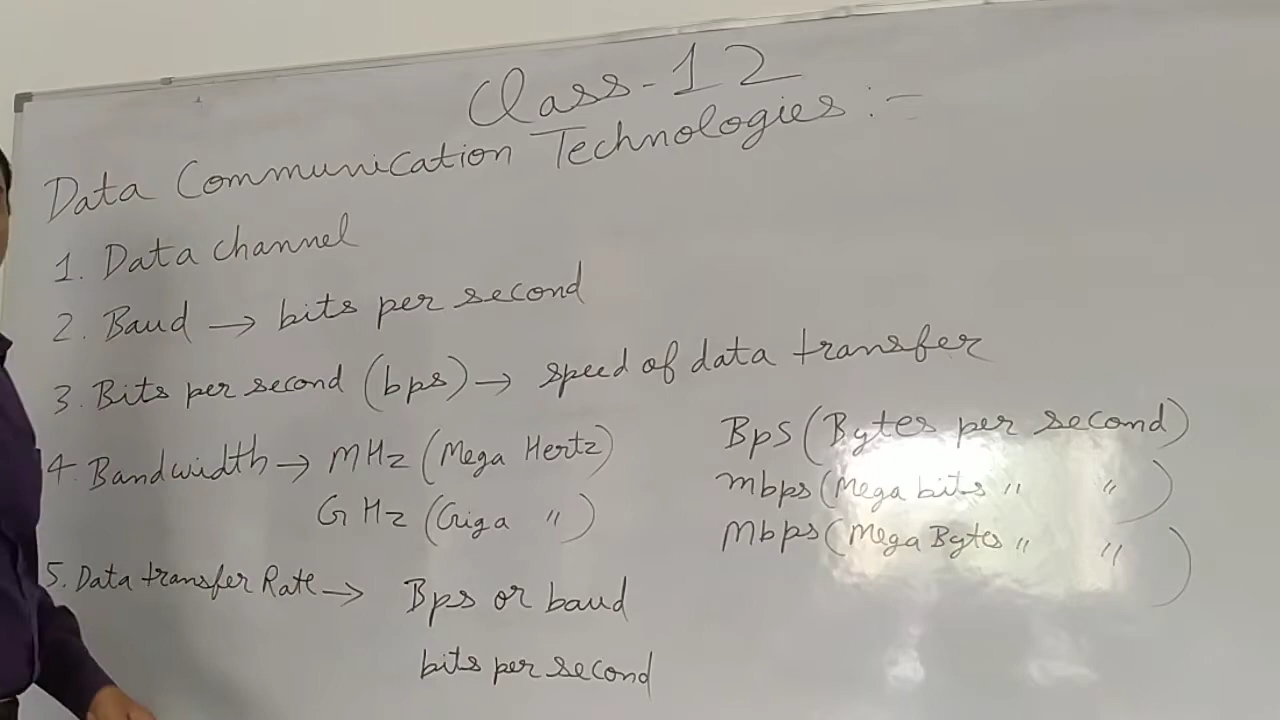 Class-12
Data Communication Technologies:-
1. Data channel
2. Baud → bits per second
3. Bits per second (bps) → speed of data transfer
4. Bandwidth → MHz (Mega Hertz)
GHz (Giga ")
Bps (Bytes per second)
mbps (Mega bits " ")
Mbps (Mega Bytes " ")
5. Data transfer Rate → Bps or baud
bits per second